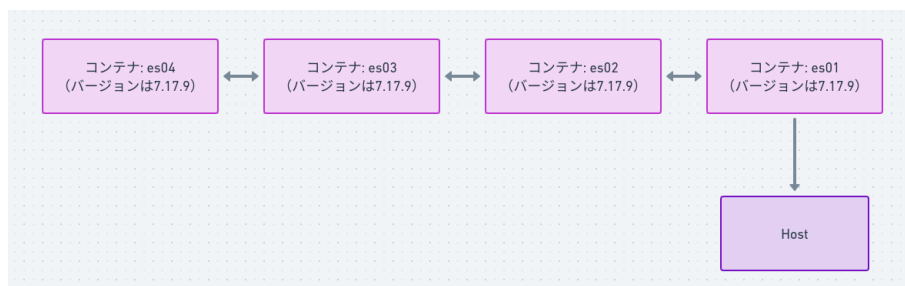 コンテナ: es04
（バージョンは7.17.9）
コンテナ: es03
（バージョンは7.17.9）
コンテナ: es02
（バージョンは7.17.9）
コンテナ: es01
（バージョンは7.17.9）
Host